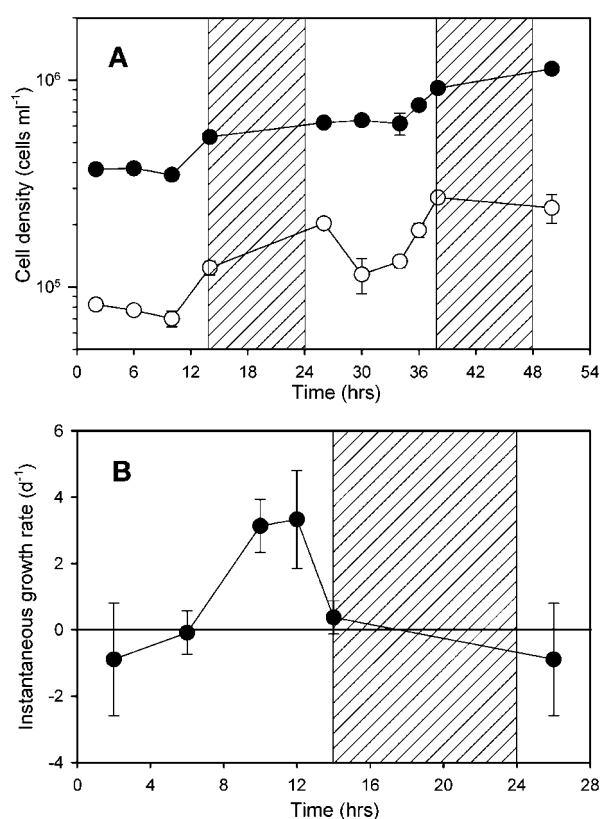 A
Cell density (cells ml⁻¹)
10⁶
10⁵
0 6 12 18 24 30 36 42 48 54
Time (hrs)
B
Instantaneous growth rate (d⁻¹)
6
4
2
0
-2
-4
0 4 8 12 16 20 24 28
Time (hrs)